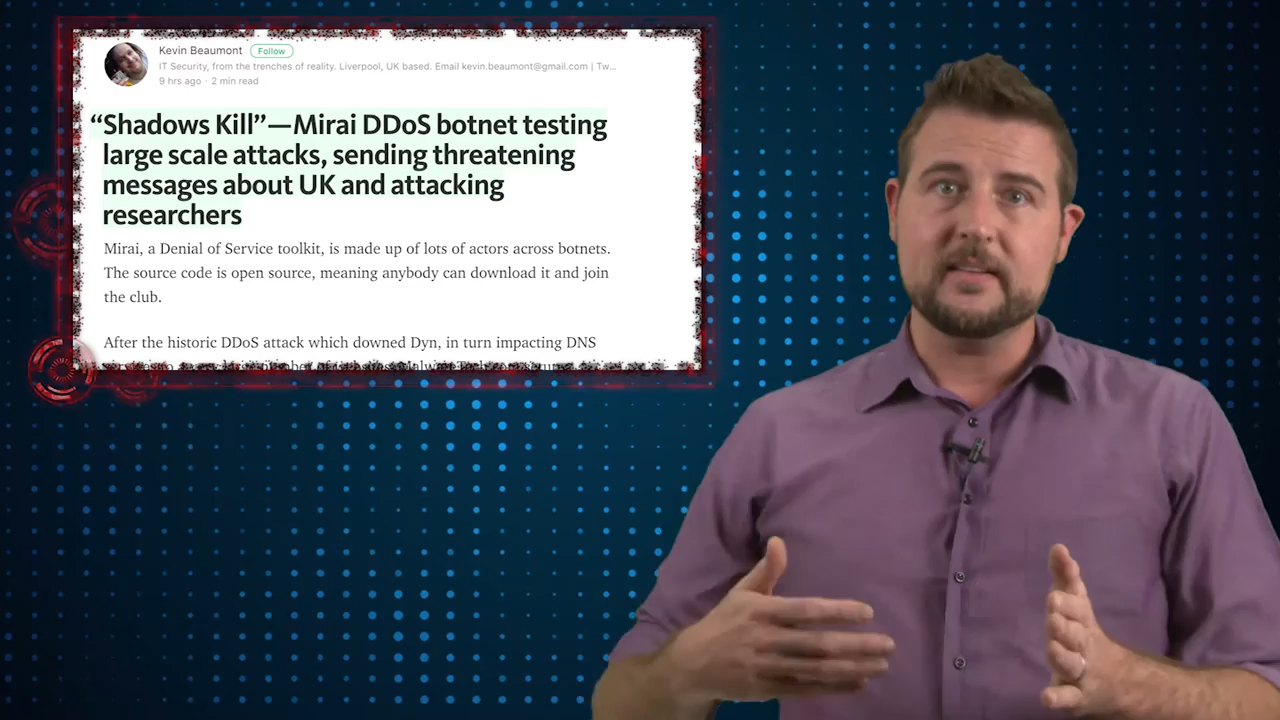 Kevin Beaumont Follow
IT Security, from the trenches of reality. Liverpool, UK based. Email kevin.beaumont@gmail.com | Tw...
9 hrs ago · 2 min read
“Shadows Kill”—Mirai DDoS botnet testing
large scale attacks, sending threatening
messages about UK and attacking
researchers
Mirai, a Denial of Service toolkit, is made up of lots of actors across botnets.
The source code is open source, meaning anybody can download it and join
the club.
After the historic DDoS attack which downed Dyn, in turn impacting DNS